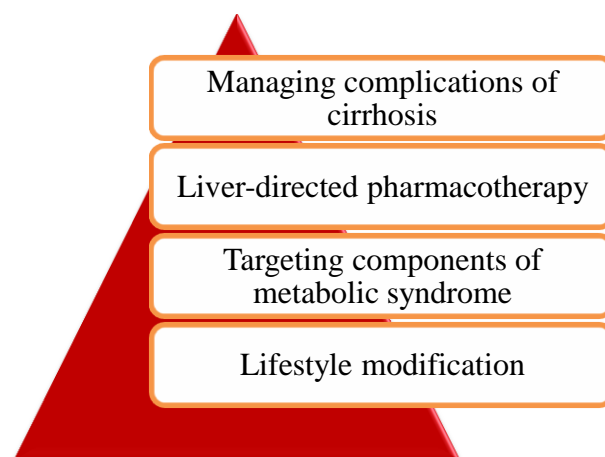 Managing complications of
cirrhosis
Liver-directed pharmacotherapy
Targeting components of
metabolic syndrome
Lifestyle modification